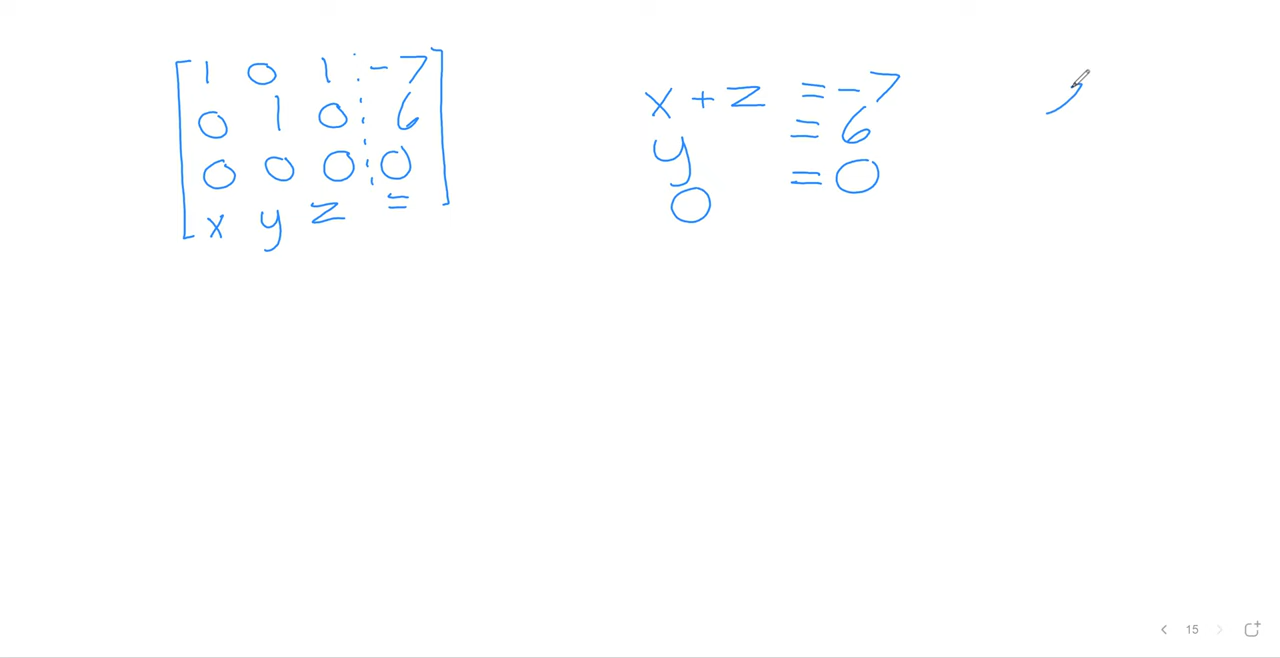 1 0 1 ⋮ -7
0 1 0 ⋮ 6
0 0 0 ⋮ 0
x y z =
x + z = -7
y = 6
0 = 0
15